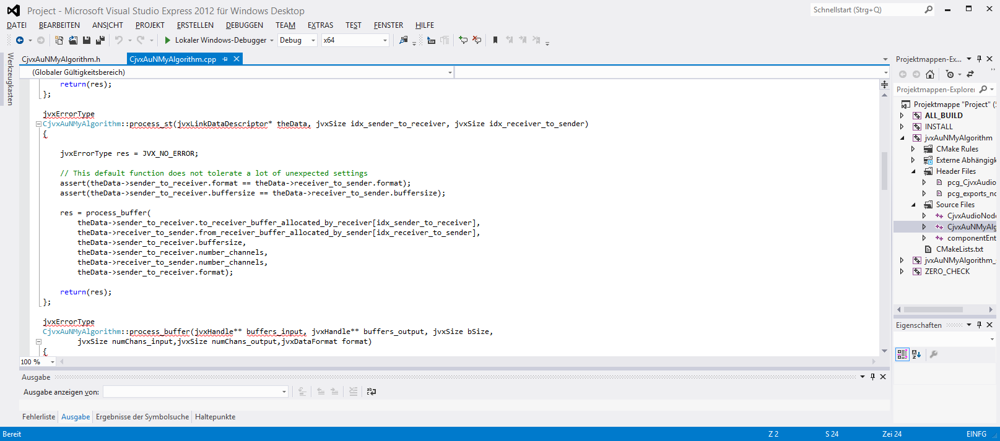 Project - Microsoft Visual Studio Express 2012 für Windows Desktop
Schnellstart (Strg+Q)
DATEI BEARBEITEN ANSICHT PROJEKT ERSTELLEN DEBUGGEN TEAM EXTRAS TEST FENSTER HILFE
Lokaler Windows-Debugger Debug x64
Werkzeugkasten
CjvxAuNMyAlgorithm.h CjvxAuNMyAlgorithm.cpp
(Globaler Gültigkeitsbereich)
return(res);
};
jvxErrorType
CjvxAuNMyAlgorithm::process_st(jvxLinkDataDescriptor* theData, jvxSize idx_sender_to_receiver, jvxSize idx_receiver_to_sender)
{
jvxErrorType res = JVX_NO_ERROR;
// This default function does not tolerate a lot of unexpected settings
assert(theData->sender_to_receiver.format == theData->receiver_to_sender.format);
assert(theData->sender_to_receiver.buffersize == theData->receiver_to_sender.buffersize);
res = process_buffer(
theData->sender_to_receiver.to_receiver_buffer_allocated_by_receiver[idx_sender_to_receiver],
theData->receiver_to_sender.from_receiver_buffer_allocated_by_sender[idx_receiver_to_sender],
theData->sender_to_receiver.buffersize,
theData->sender_to_receiver.number_channels,
theData->receiver_to_sender.number_channels,
theData->sender_to_receiver.format);
return(res);
};
jvxErrorType
CjvxAuNMyAlgorithm::process_buffer(jvxHandle** buffers_input, jvxHandle** buffers_output, jvxSize bSize,
jvxSize numChans_input,jvxSize numChans_output,jvxDataFormat format)
{
100 %
Projektmappen-Ex...
Projektmappen-Explorer
Projektmappe "Project" (
ALL_BUILD
INSTALL
jvxAuNMyAlgorithm
CMake Rules
Externe Abhängigk
Header Files
pcg_CjvxAudio
pcg_exports_no
Source Files
CjvxAudioNode
CjvxAuNMyAlg
componentEnt
CMakeLists.txt
jvxAuNMyAlgorithm_
ZERO_CHECK
Eigenschaften
Ausgabe
Ausgabe anzeigen von:
Fehlerliste Ausgabe Ergebnisse der Symbolsuche Haltepunkte
Bereit Z 2 S 24 Zei 24 EINFG